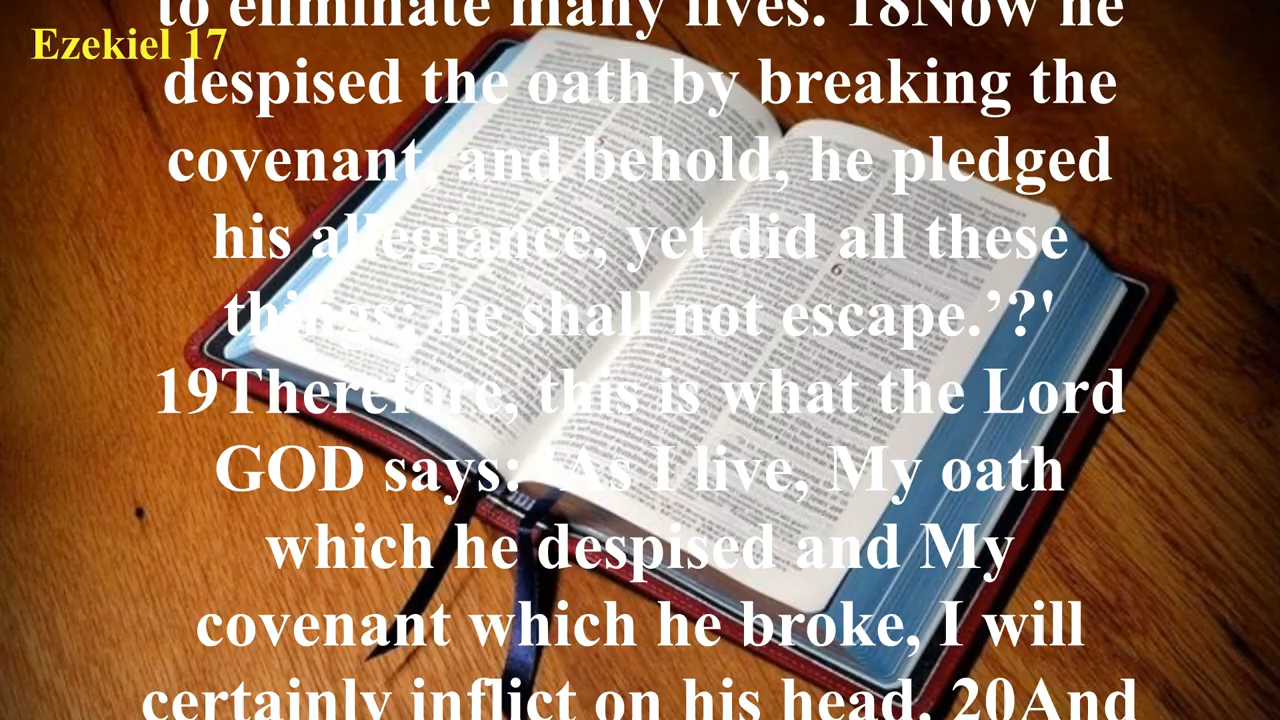 to eliminate many lives. 18Now he
Ezekiel 17
despised the oath by breaking the
covenant, and behold, he pledged
his allegiance, yet did all these
things; he shall not escape.’?'
19Therefore, this is what the Lord
GOD says: 'As I live, My oath
which he despised and My
covenant which he broke, I will
certainly inflict on his head. 20And